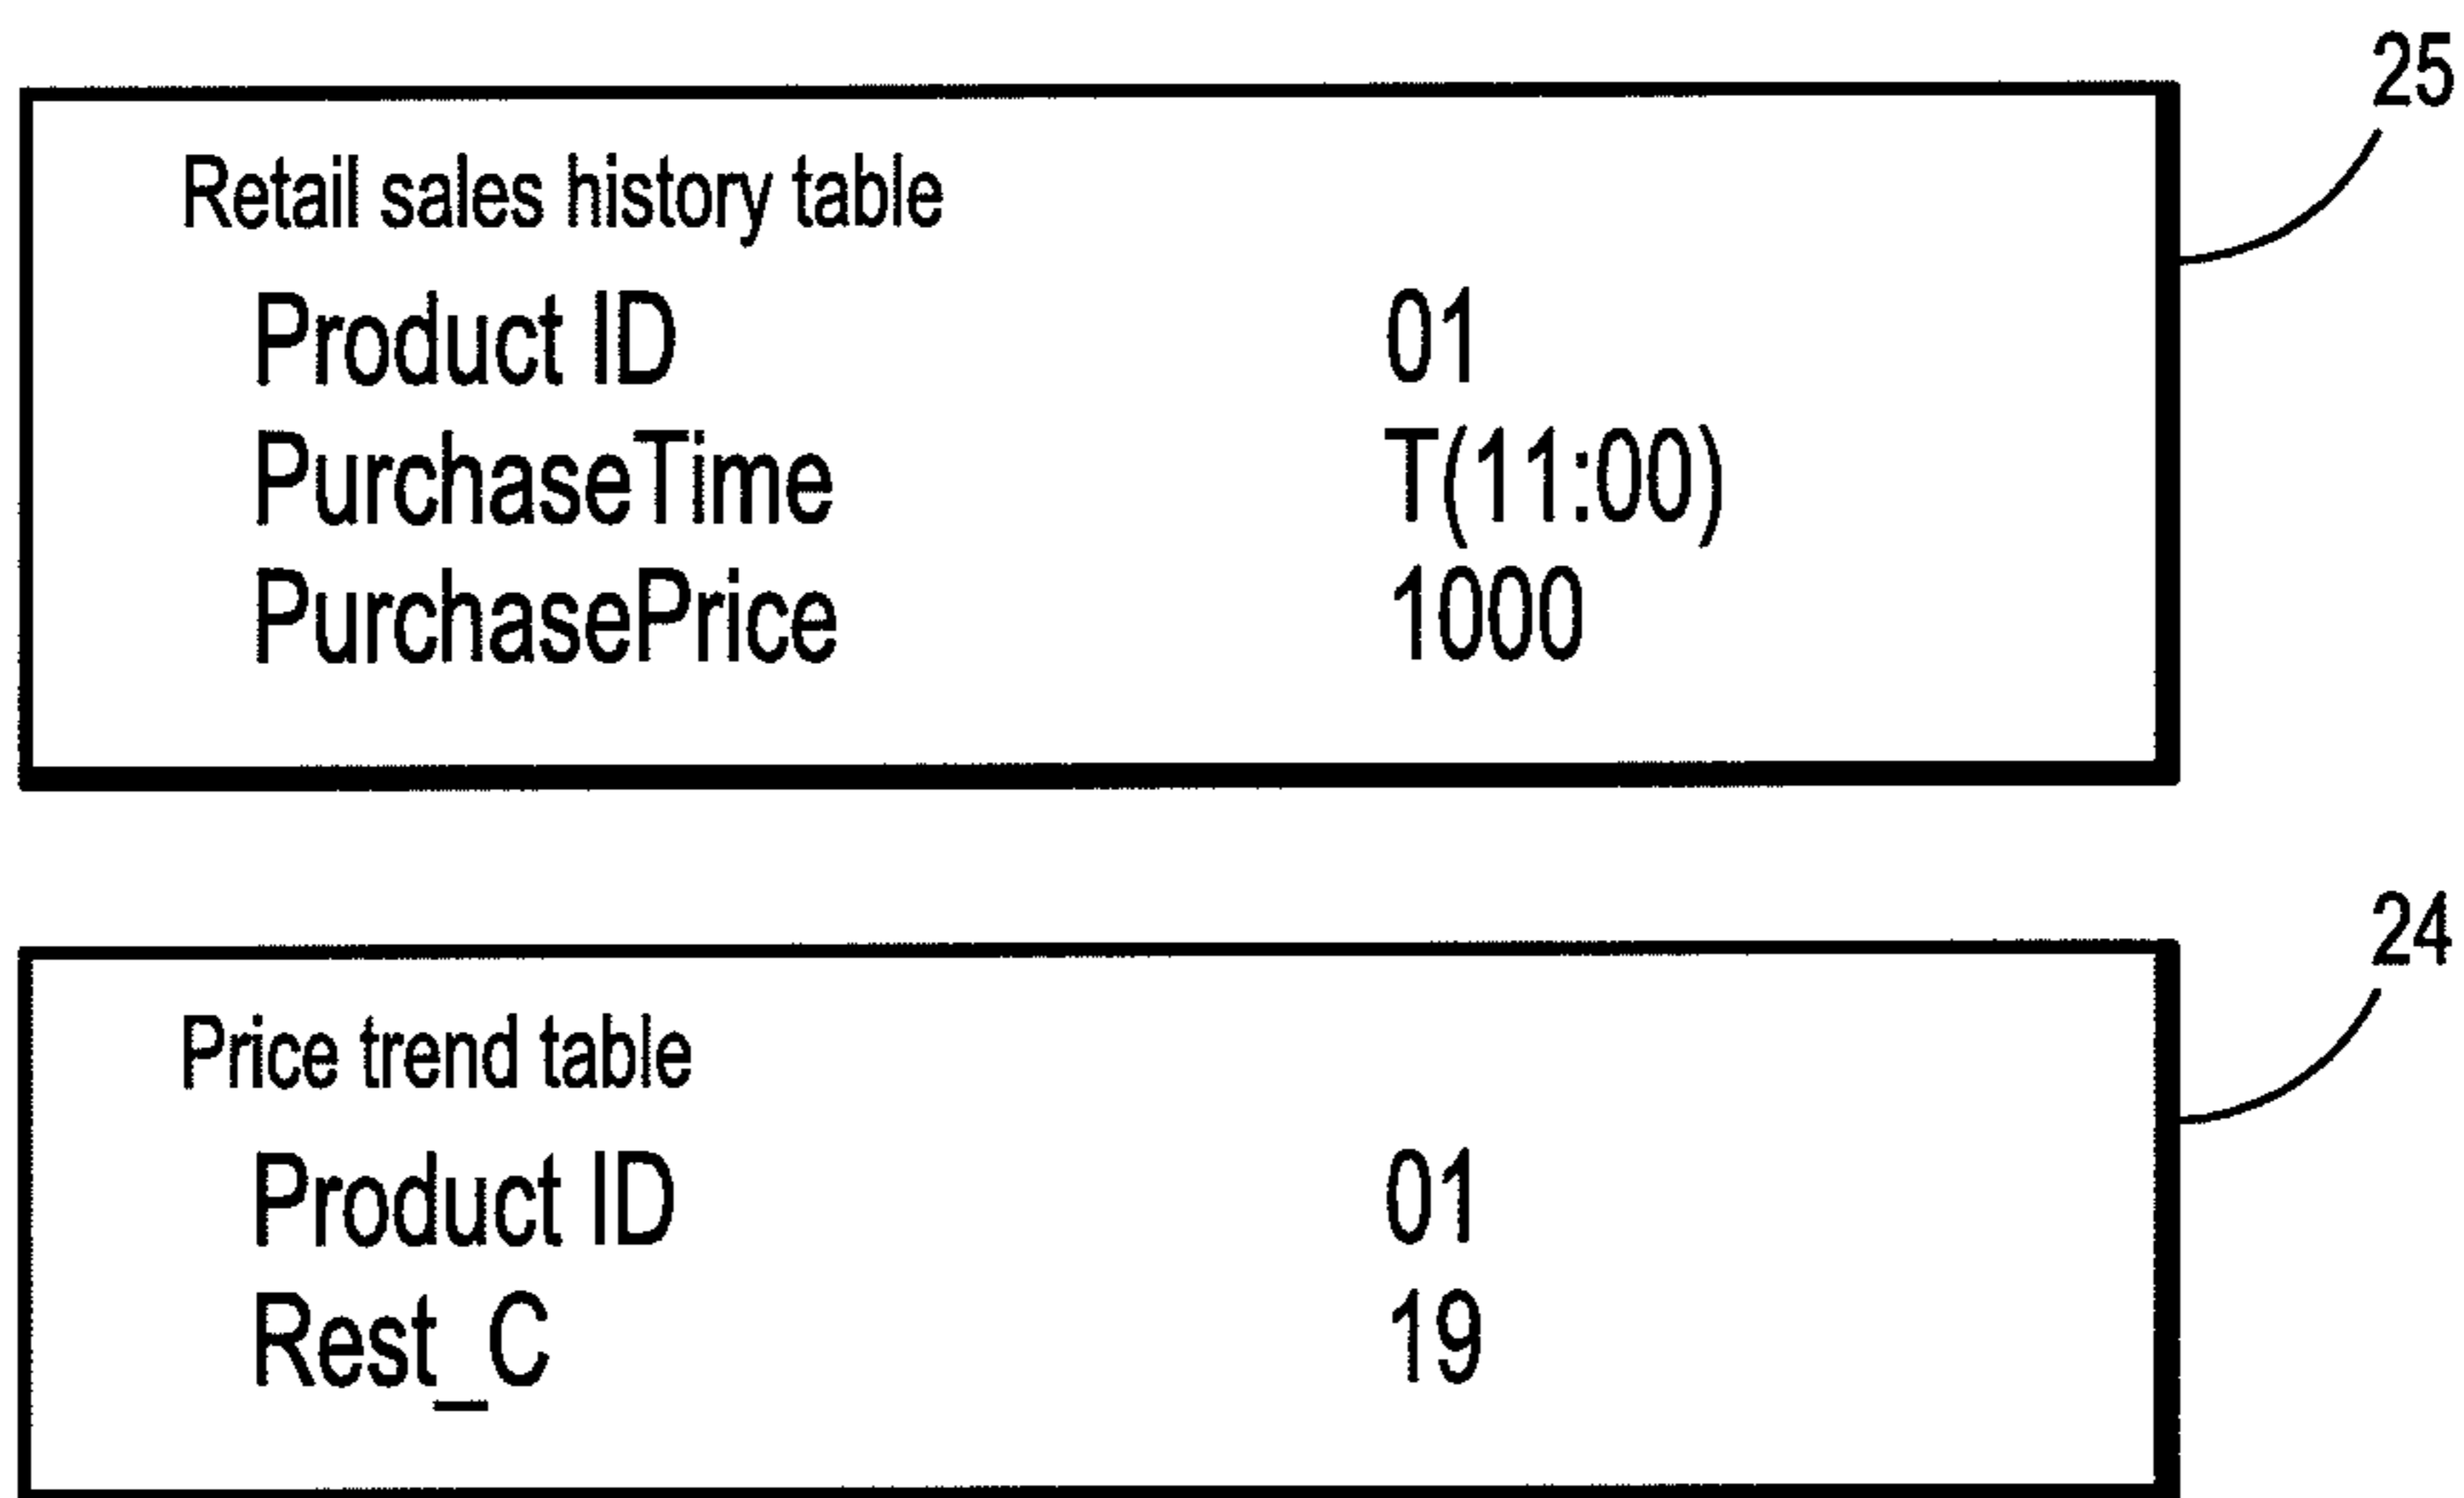 25
Retail sales history table
Product ID 01
PurchaseTime T(11:00)
PurchasePrice 1000
24
Price trend table
Product ID 01
Rest_C 19